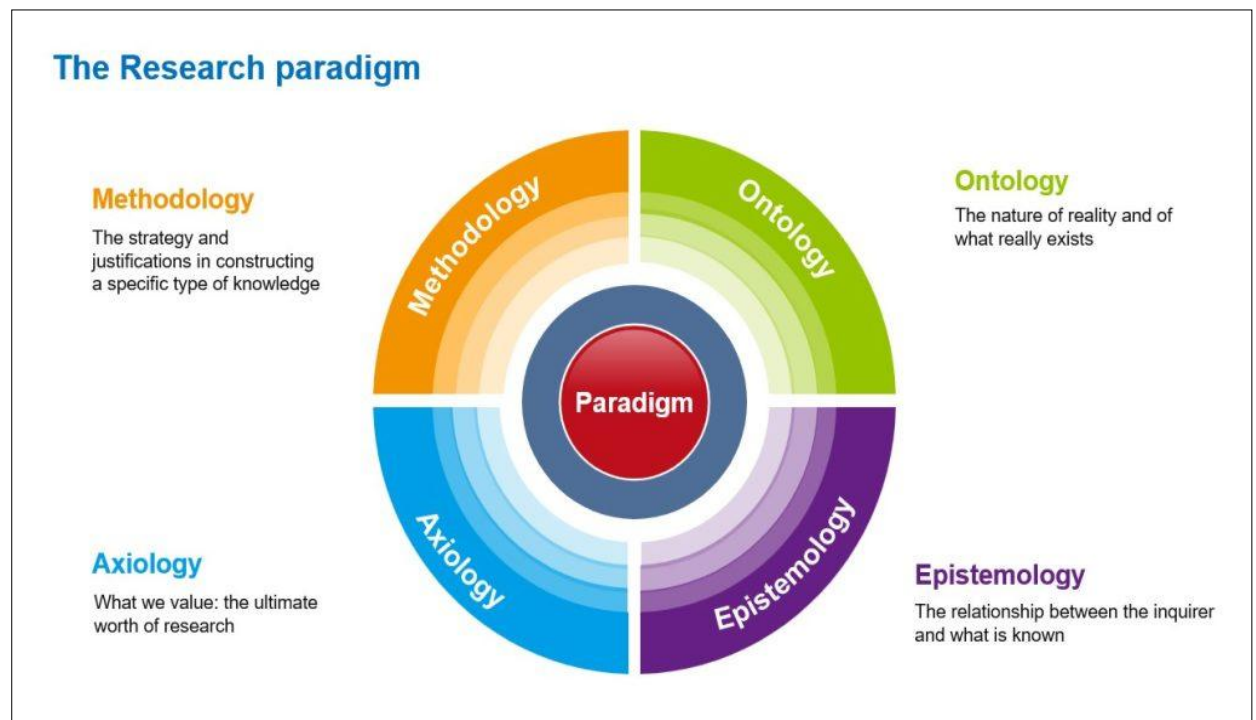 The Research paradigm
Methodology
The strategy and
justifications in constructing
a specific type of knowledge
Ontology
The nature of reality and of
what really exists
Methodology
Ontology
Paradigm
Axiology
Epistemology
Axiology
What we value: the ultimate
worth of research
Epistemology
The relationship between the inquirer
and what is known